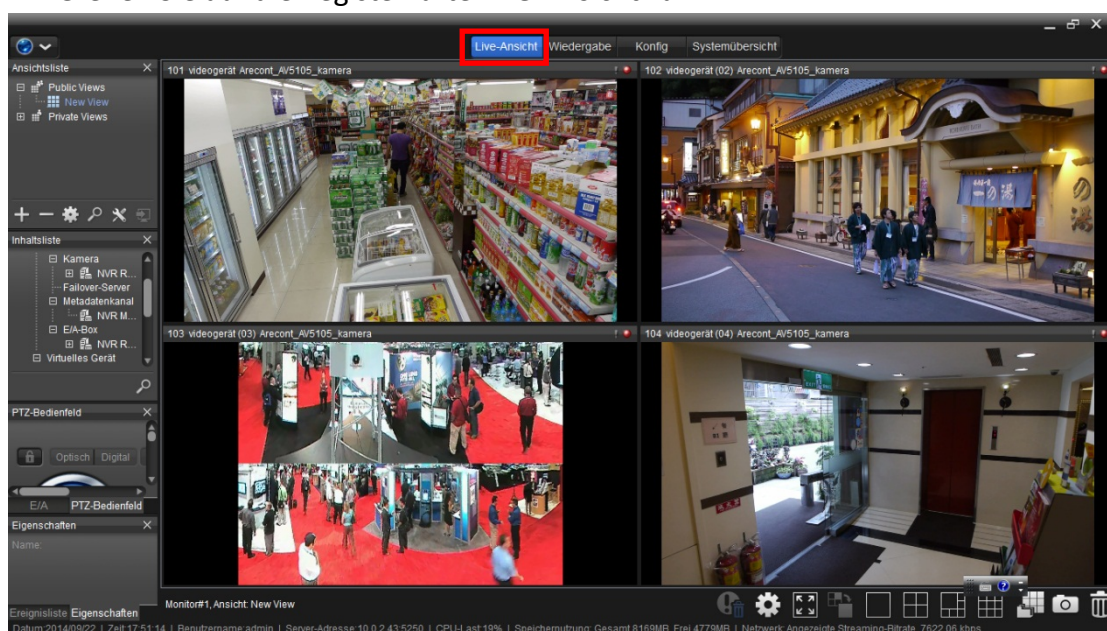 Live-Ansicht Wiedergabe Konfig Systemübersicht
Ansichtsliste
Public Views
New View
Private Views
Inhaltsliste
Kamera
NVR R...
Failover-Server
Metadatenkanal
NVR M...
E/A-Box
NVR R...
Virtuelles Gerät
PTZ-Bedienfeld
Optisch Digital
E/A PTZ-Bedienfeld
Eigenschaften
Name:
Ereignisliste Eigenschaften
101 videogerät Arecont_AV5105_kamera
102 videogerät (02) Arecont_AV5105_kamera
103 videogerät (03) Arecont_AV5105_kamera
104 videogerät (04) Arecont_AV5105_kamera
Monitor#1, Ansicht: New View
Datum:2014/09/22 | Zeit:17:51:14 | Benutzername:admin | Server-Adresse:10.0.2.43:5250 | CPU-Last:19% | Speichernutzung: Gesamt 8169MB, Frei 4779MB | Netzwerk: Angezeigte Streaming-Bitrate, 7622.06 kbps